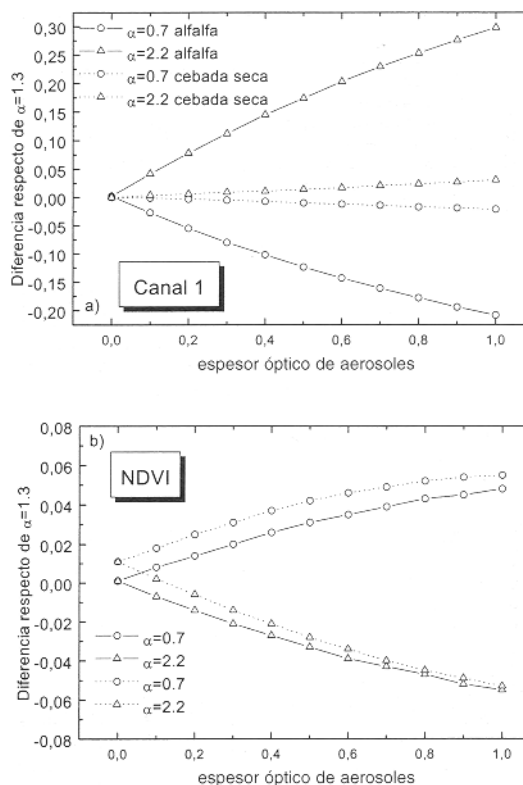 α=0.7 alfalfa
α=2.2 alfalfa
α=0.7 cebada seca
α=2.2 cebada seca
Diferencia respecto de α=1.3
0,30
0,25
0,20
0,15
0,10
0,05
0,00
-0,05
-0,10
-0,15
-0,20
a)
Canal 1
0,0 0,2 0,4 0,6 0,8 1,0
espesor óptico de aerosoles
b)
NDVI
Diferencia respecto de α=1.3
0,08
0,06
0,04
0,02
0,00
-0,02
-0,04
-0,06
-0,08
α=0.7
α=2.2
α=0.7
α=2.2
0,0 0,2 0,4 0,6 0,8 1,0
espesor óptico de aerosoles